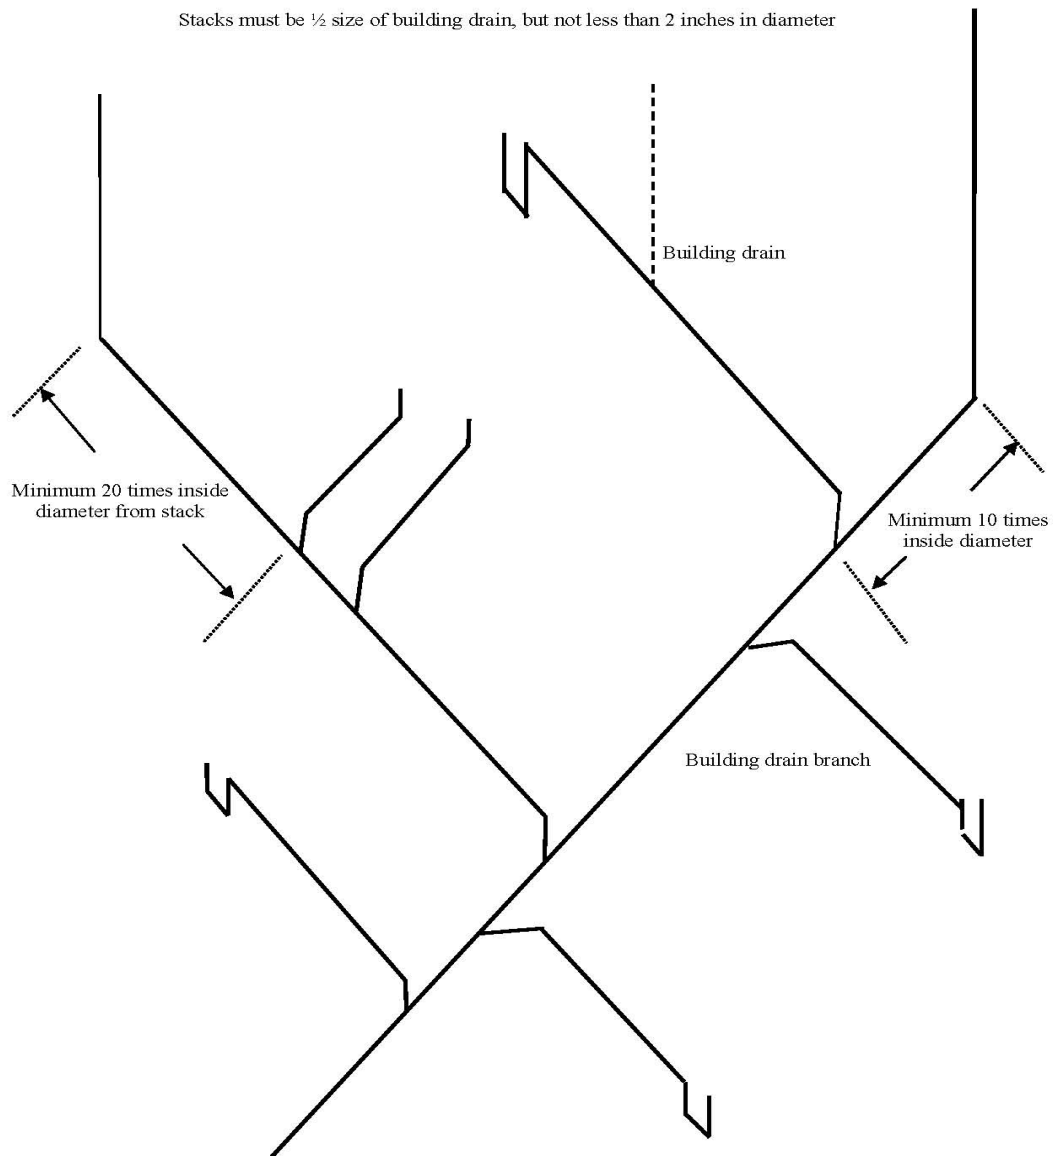 Stacks must be ½ size of building drain, but not less than 2 inches in diameter
Building drain
Minimum 20 times inside
diameter from stack
Minimum 10 times
inside diameter
Building drain branch